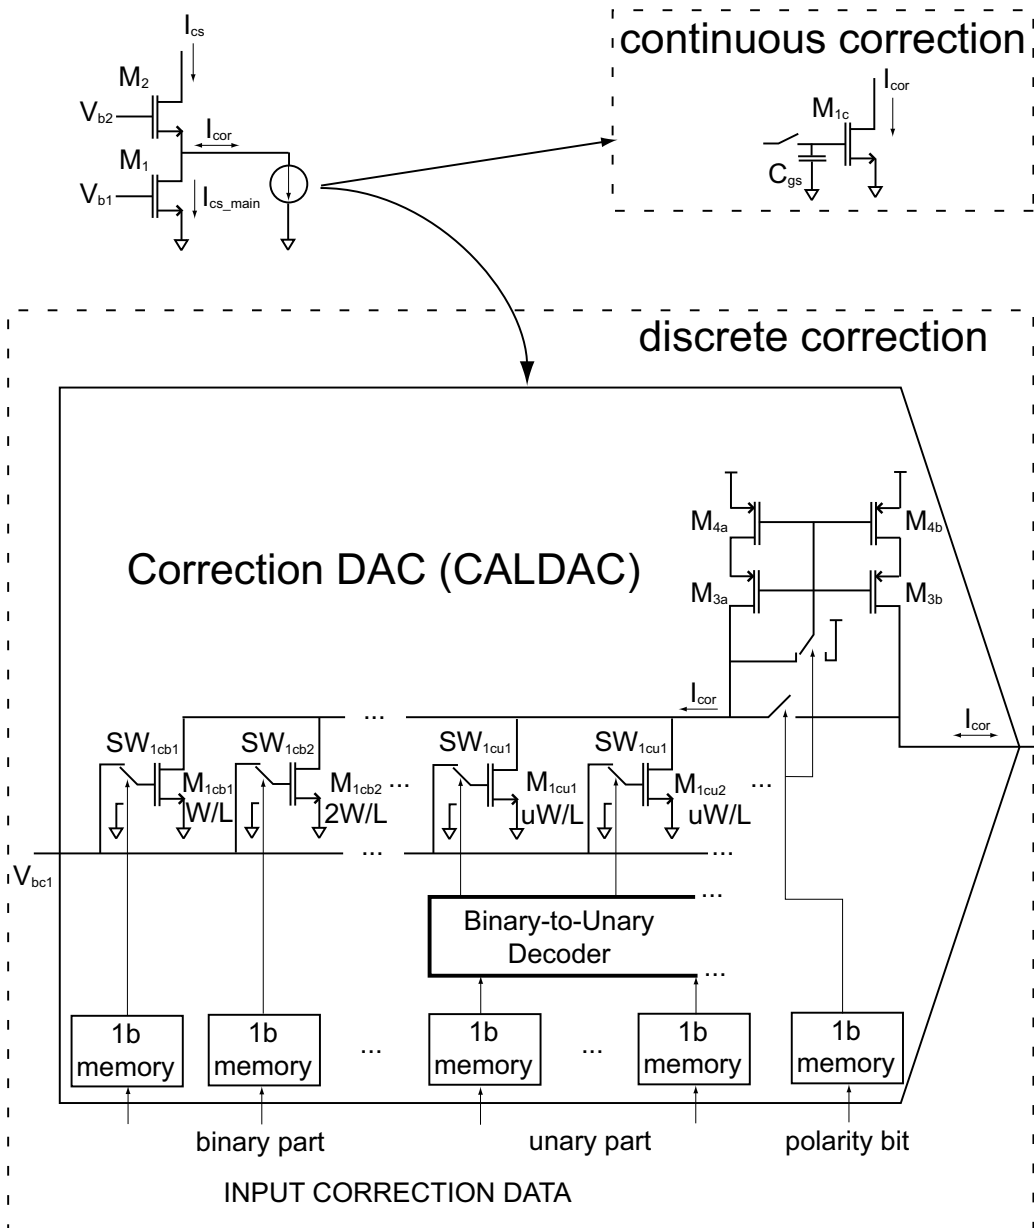 I_cs
continuous correction
M_2
V_b2
I_cor
M_1
V_b1
I_cs_main
I_cor
M_1c
C_gs
discrete correction
Correction DAC (CALDAC)
M_4a
M_4b
M_3a
M_3b
I_cor
I_cor
...
SW_1cb1
SW_1cb2
SW_1cu1
SW_1cu1
M_1cb1
W/L
M_1cb2
2W/L
...
M_1cu1
uW/L
M_1cu2
uW/L
...
V_bc1
...
...
Binary-to-Unary
Decoder
...
...
1b
memory
1b
memory
...
1b
memory
...
1b
memory
1b
memory
binary part
unary part
polarity bit
INPUT CORRECTION DATA